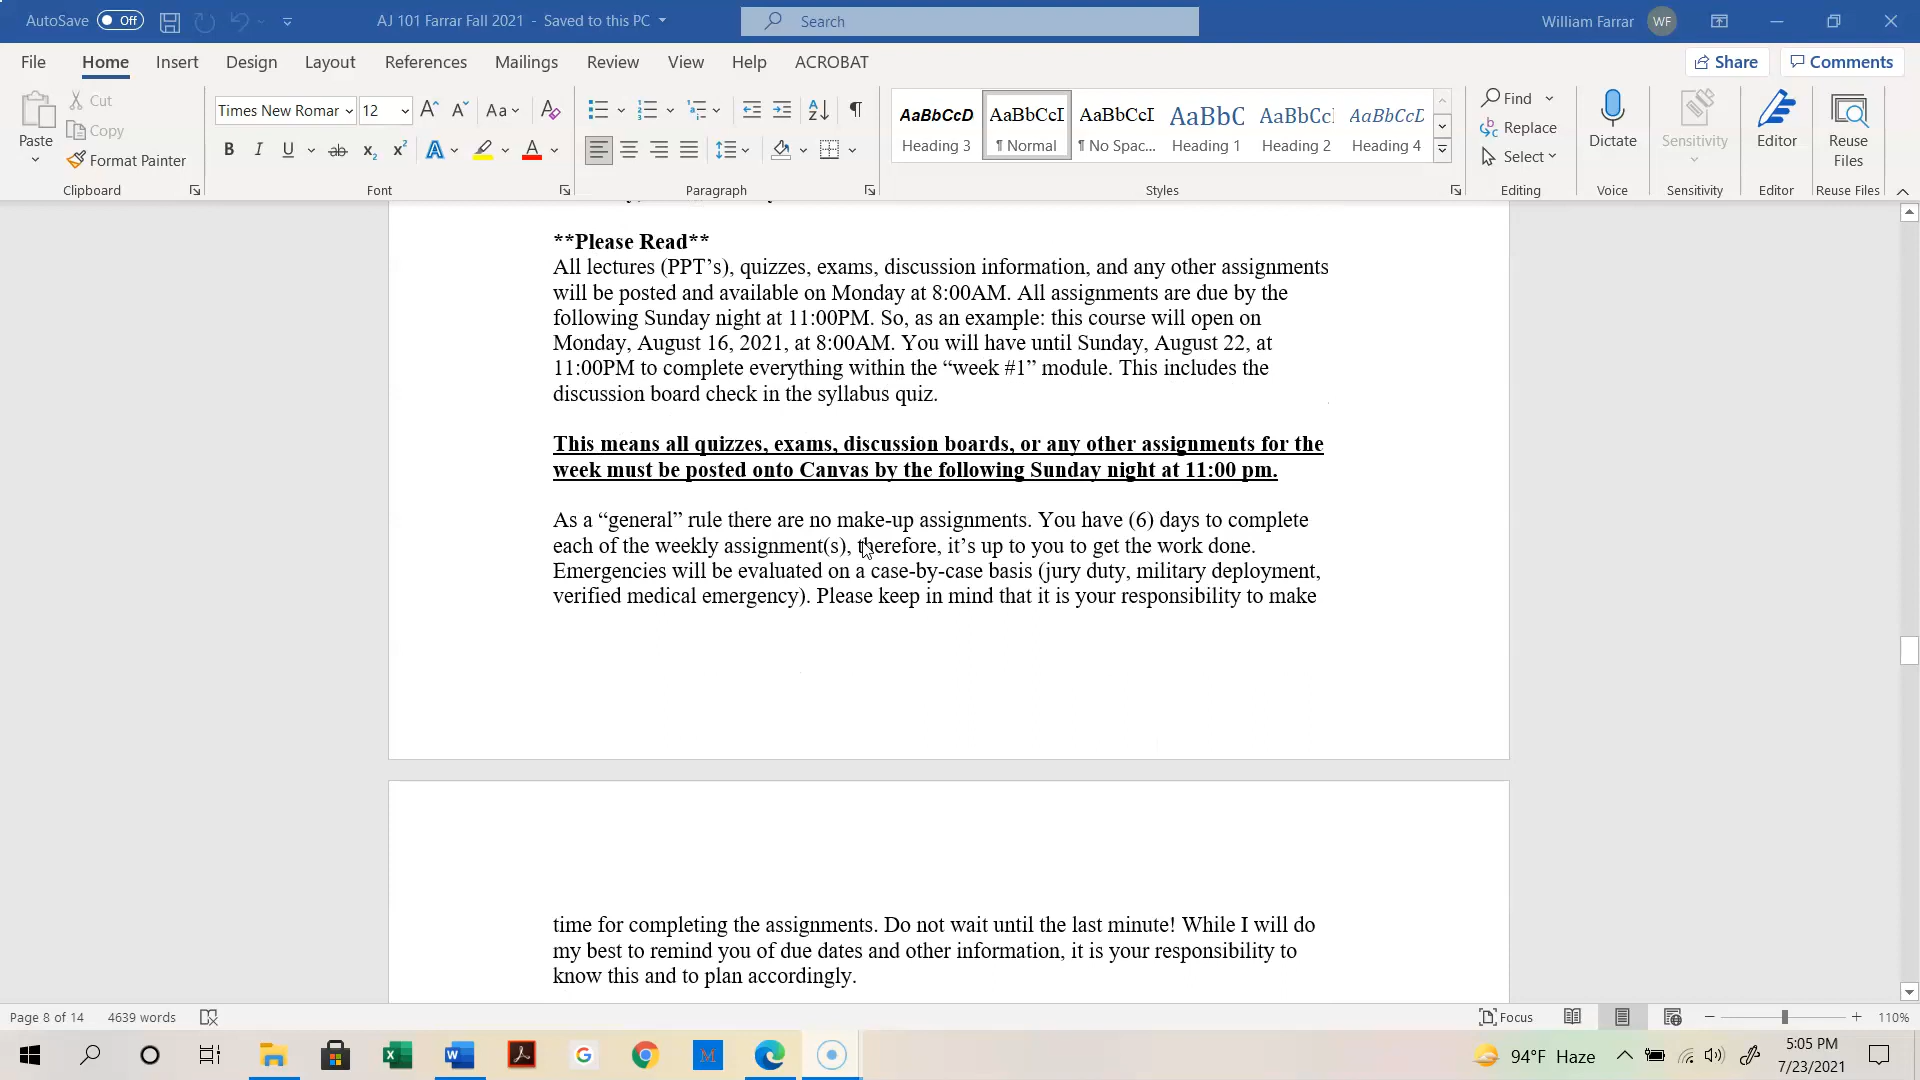 AutoSave Off AJ 101 Farrar Fall 2021 - Saved to this PC Search William Farrar WF
File Home Insert Design Layout References Mailings Review View Help ACROBAT Share Comments
Paste Cut Copy Format Painter Clipboard
Times New Romar 12 Aa
B I U ab x₂ x² A A
Font
Paragraph
AaBbCcD AaBbCcI AaBbCcI AaBbC AaBbCcI AaBbCcD
Heading 3 ¶ Normal ¶ No Spac... Heading 1 Heading 2 Heading 4
Styles
Find Replace Select Editing
Dictate Voice
Sensitivity Sensitivity
Editor Editor
Reuse Files Reuse Files
**Please Read**
All lectures (PPT’s), quizzes, exams, discussion information, and any other assignments
will be posted and available on Monday at 8:00AM. All assignments are due by the
following Sunday night at 11:00PM. So, as an example: this course will open on
Monday, August 16, 2021, at 8:00AM. You will have until Sunday, August 22, at
11:00PM to complete everything within the “week #1” module. This includes the
discussion board check in the syllabus quiz.
This means all quizzes, exams, discussion boards, or any other assignments for the
week must be posted onto Canvas by the following Sunday night at 11:00 pm.
As a “general” rule there are no make-up assignments. You have (6) days to complete
each of the weekly assignment(s), therefore, it’s up to you to get the work done.
Emergencies will be evaluated on a case-by-case basis (jury duty, military deployment,
verified medical emergency). Please keep in mind that it is your responsibility to make
time for completing the assignments. Do not wait until the last minute! While I will do
my best to remind you of due dates and other information, it is your responsibility to
know this and to plan accordingly.
Page 8 of 14 4639 words Focus 110%
94°F Haze 5:05 PM
7/23/2021